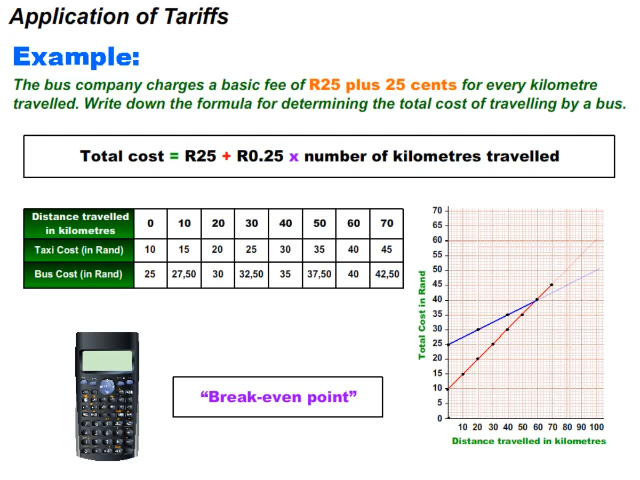 Application of Tariffs
Example:
The bus company charges a basic fee of R25 plus 25 cents for every kilometre
travelled. Write down the formula for determining the total cost of travelling by a bus.
Total cost = R25 + R0.25 x number of kilometres travelled
Distance travelled in kilometres 0 10 20 30 40 50 60 70
Taxi Cost (in Rand) 10 15 20 25 30 35 40 45
Bus Cost (in Rand) 25 27,50 30 32,50 35 37,50 40 42,50
“Break-even point”
Total Cost in Rand
70
65
60
55
50
45
40
35
30
25
20
15
10
5
0
10 20 30 40 50 60 70 80 90 100
Distance travelled in kilometres